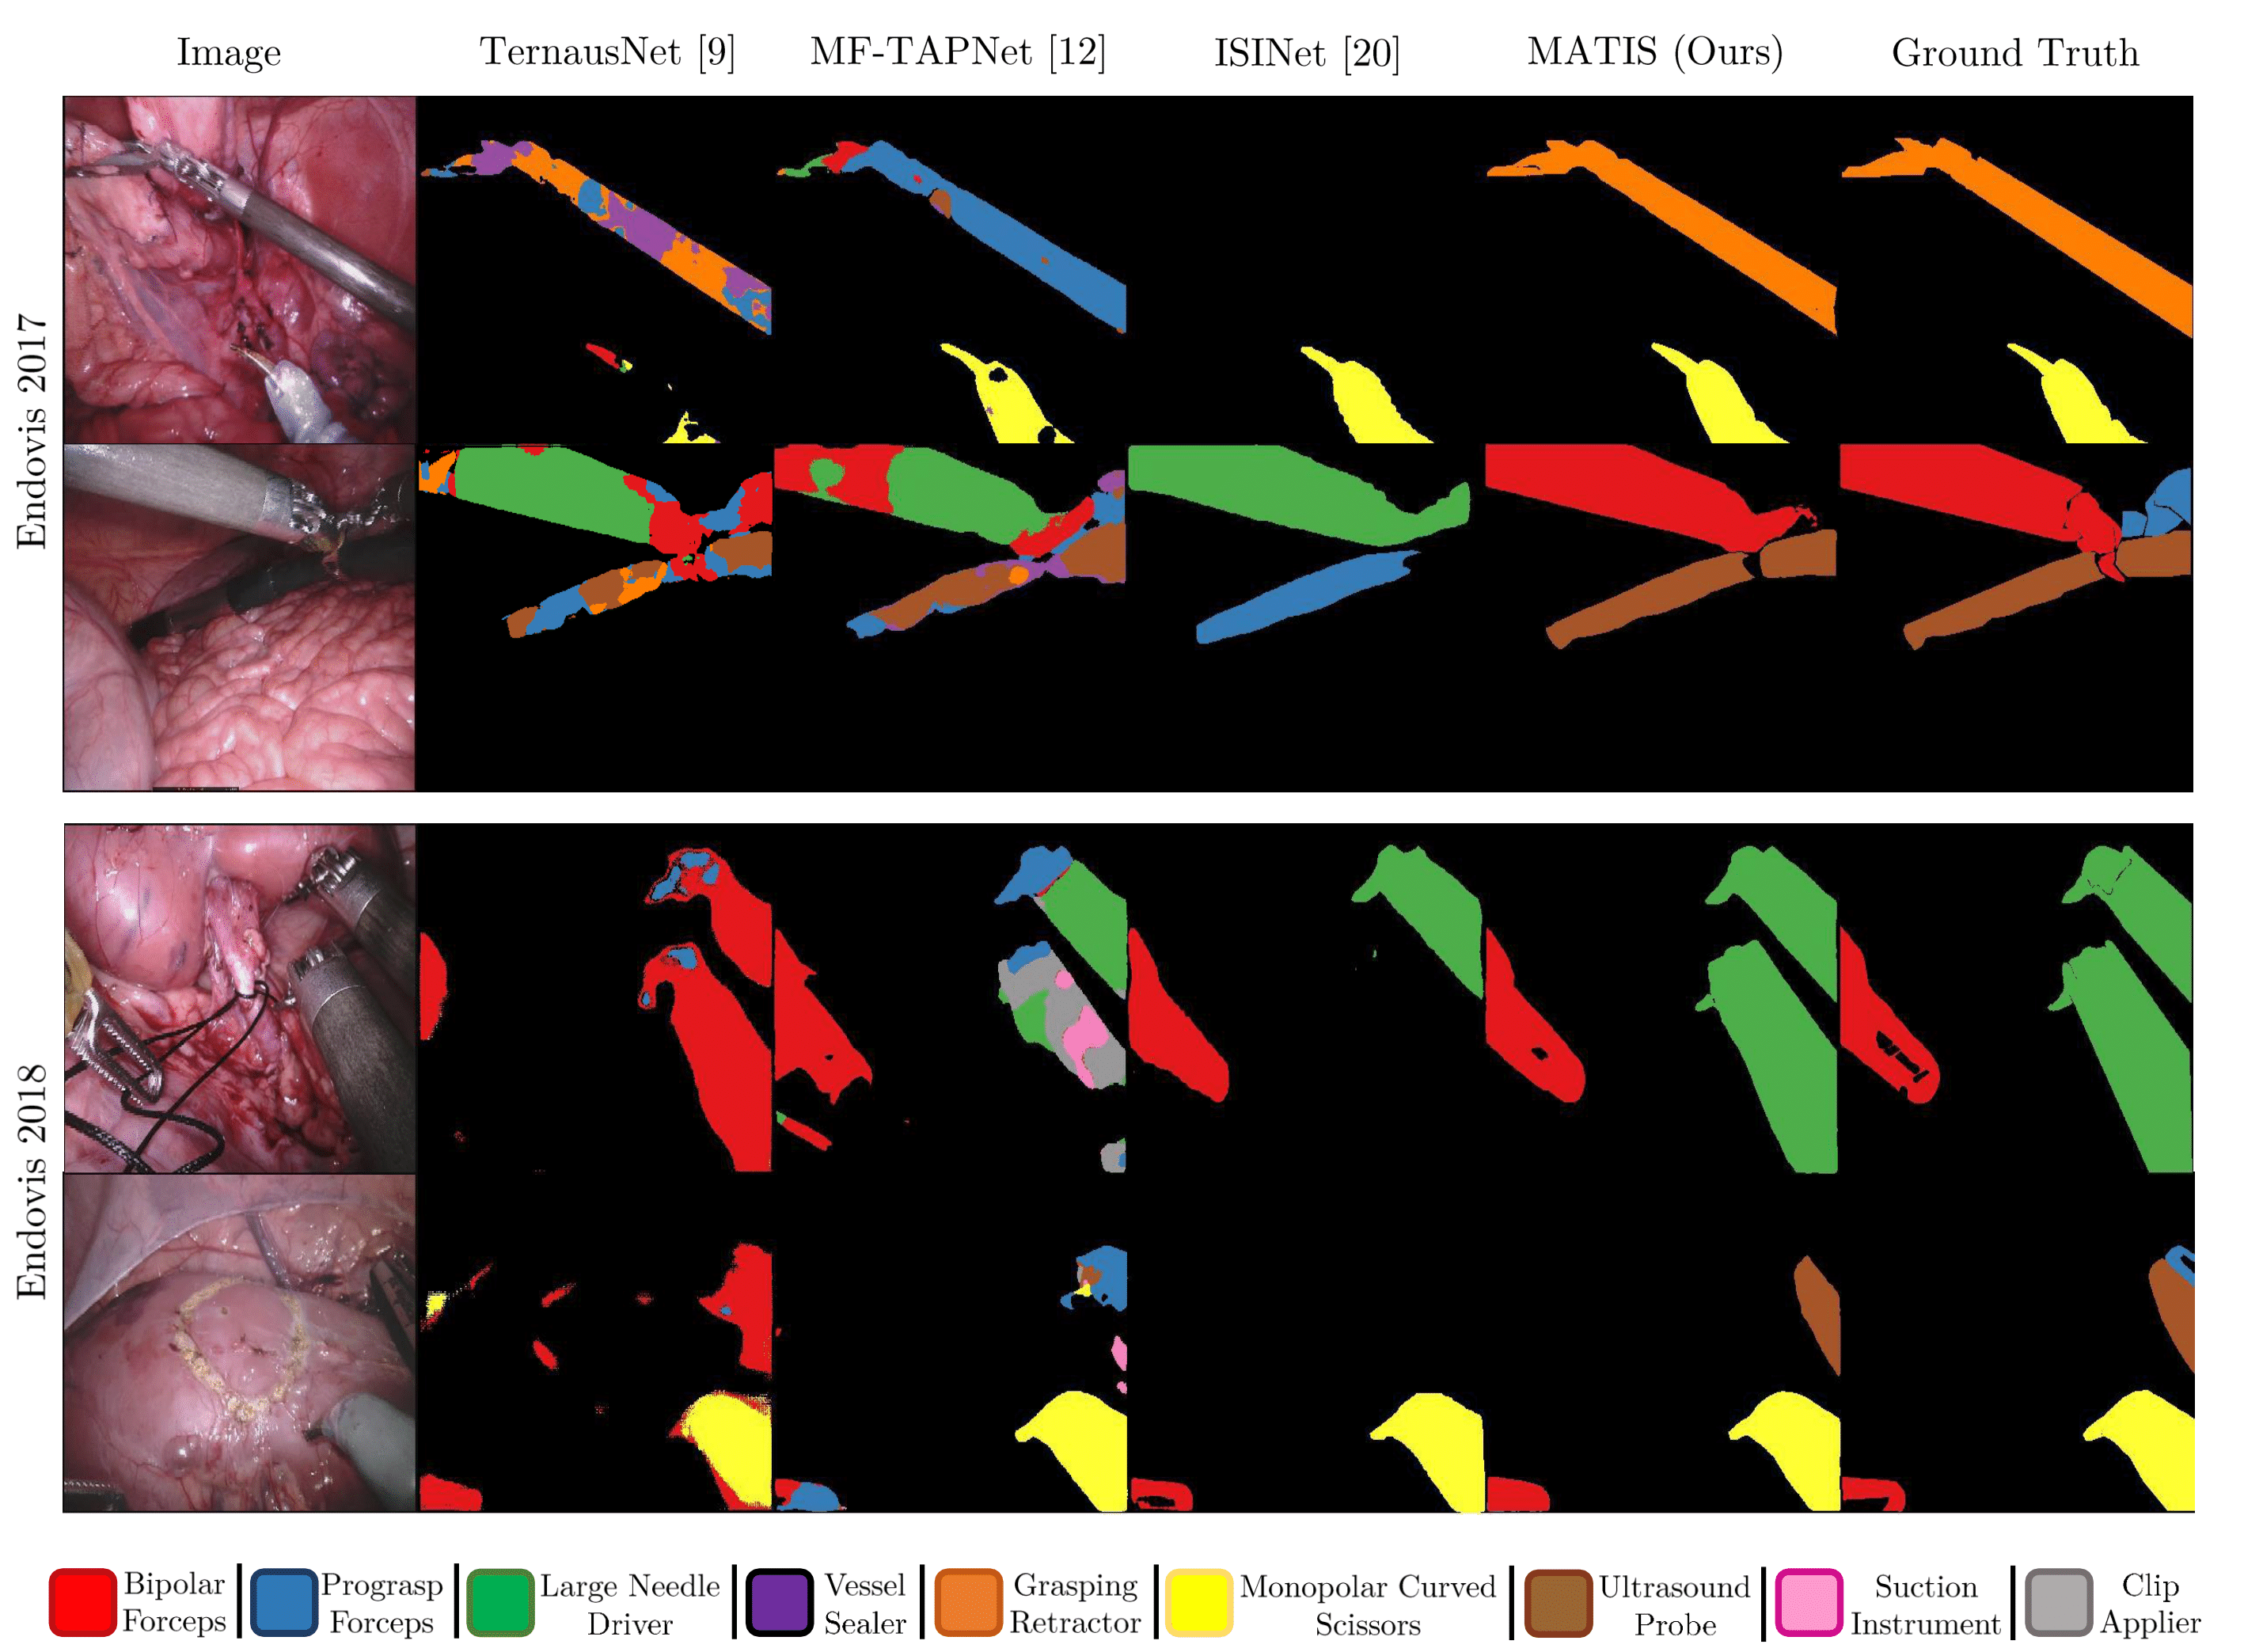 Image
TernausNet [9]
MF-TAPNet [12]
ISINet [20]
MATIS (Ours)
Ground Truth
Endovis 2017
Endovis 2018
Bipolar
Forceps
Prograsp
Forceps
Large Needle
Driver
Vessel
Sealer
Grasping
Retractor
Monopolar Curved
Scissors
Ultrasound
Probe
Suction
Instrument
Clip
Applier